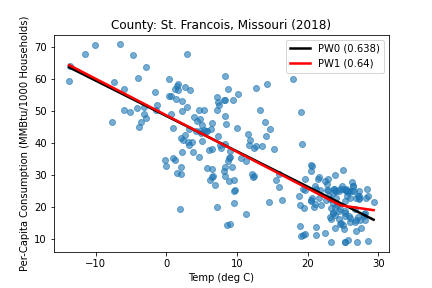 County: St. Francois, Missouri (2018)
PW0 (0.638)
PW1 (0.64)
Per-Capita Consumption (MMBtu/1000 Households)
70
60
50
40
30
20
10
−10
0
10
20
30
Temp (deg C)